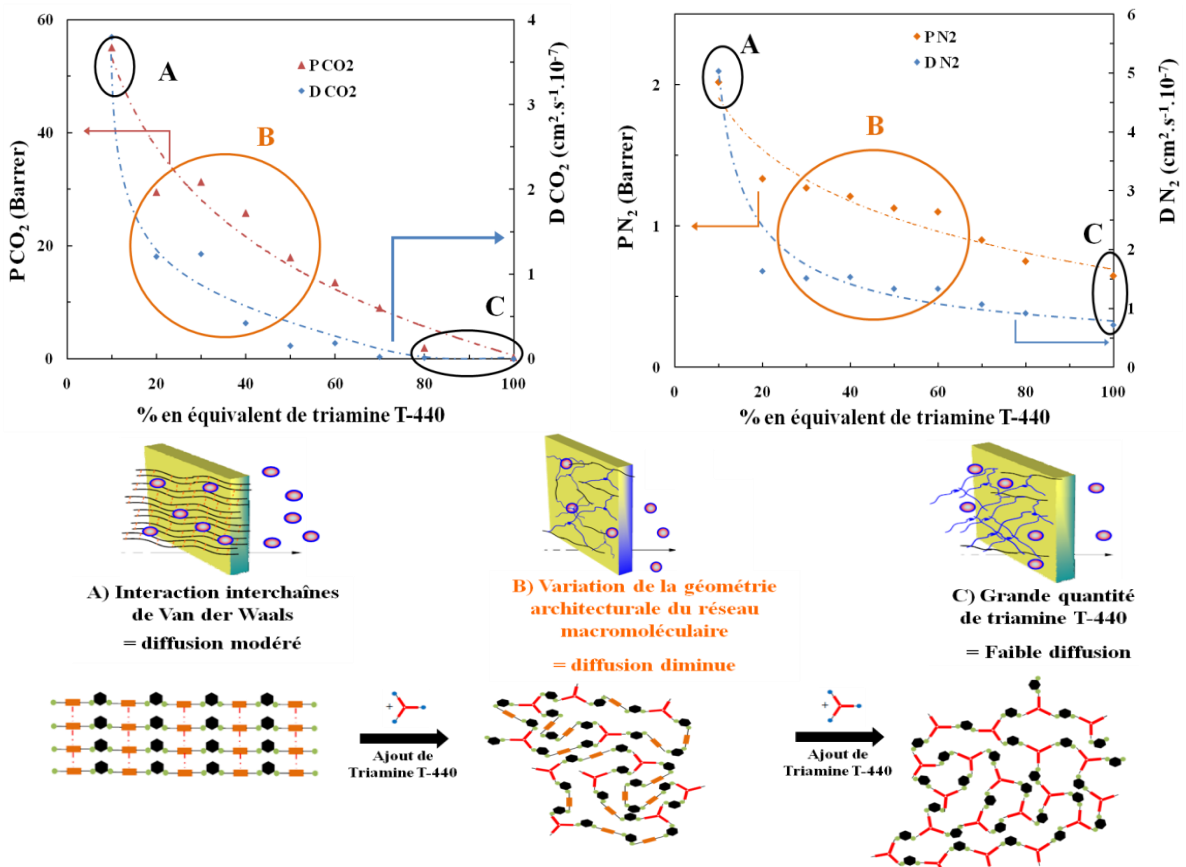 60
50
40
30
20
10
0
P CO₂ (Barrer)
0
20
40
60
80
100
% en équivalent de triamine T-440
4
3
2
1
0
D CO₂ (cm².s⁻¹.10⁻⁷)
P CO2
D CO2
A
B
C
2
1
0
P N₂ (Barrer)
0
20
40
60
80
100
% en équivalent de triamine T-440
6
5
4
3
2
1
0
D N₂ (cm².s⁻¹.10⁻⁷)
P N2
D N2
A
B
C
A) Interaction interchaînes
de Van der Waals
= diffusion modéré
B) Variation de la géométrie
architecturale du réseau
macromoléculaire
= diffusion diminue
C) Grande quantité
de triamine T-440
= Faible diffusion
+
Ajout de
Triamine T-440
+
Ajout de
Triamine T-440